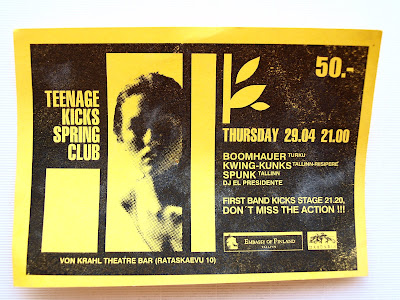 50.-
TEENAGE
KICKS
SPRING
CLUB
THURSDAY 29.04 21.00
BOOMHAUER TURKU
KWING-KUNKS TALLINN-RESIPERE
SPUNK TALLINN
DJ EL PRESIDENTE
FIRST BAND KICKS STAGE 21.20,
DON´T MISS THE ACTION !!!
EMBASSY OF FINLAND
TALLINN
VON KRAHL THEATRE BAR (RATASKAEVU 10)